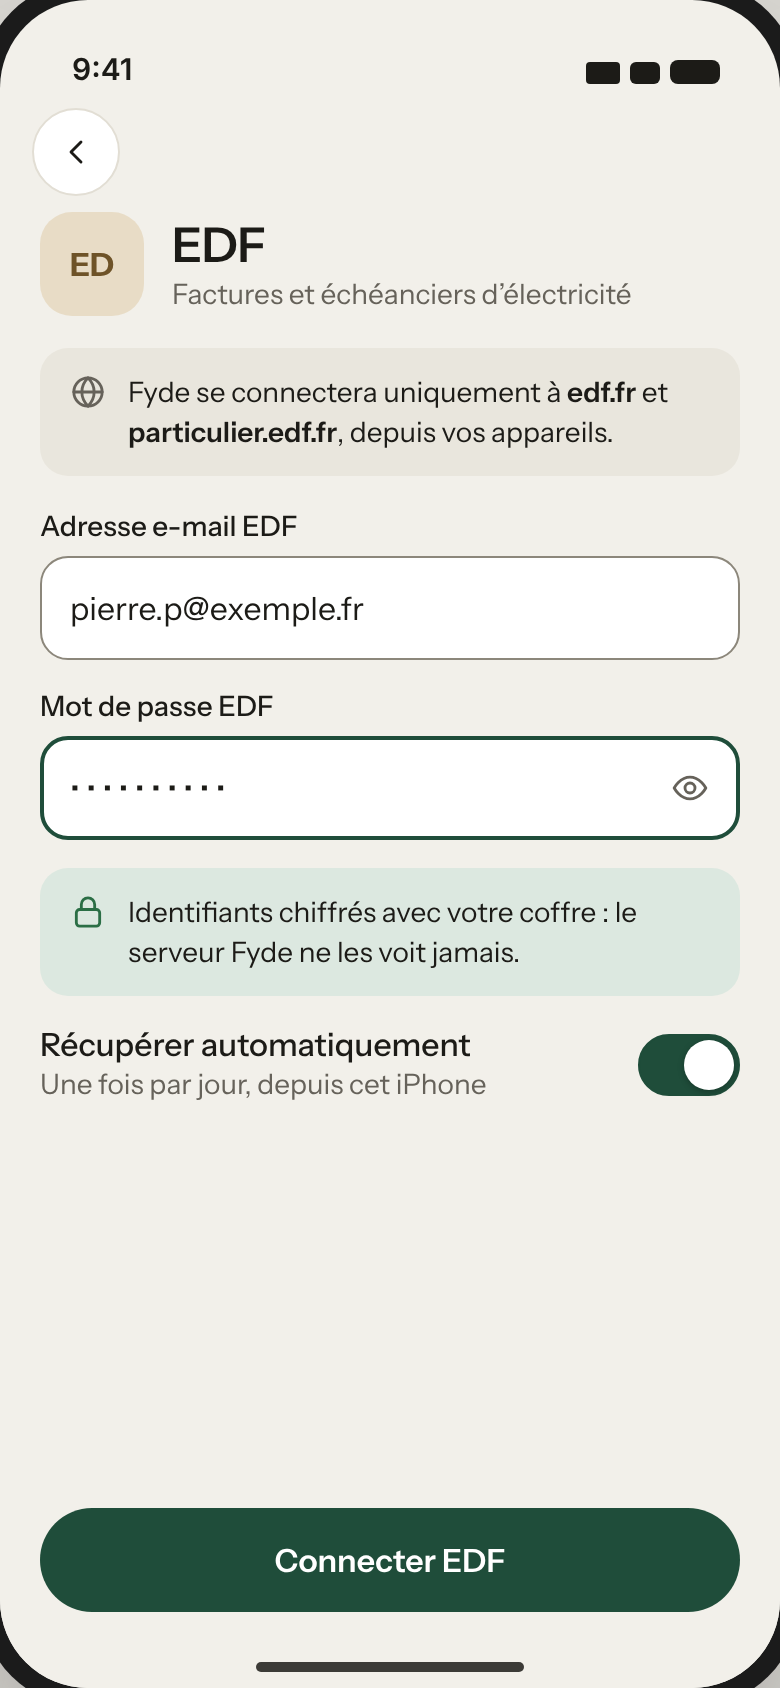 9:41
ED
EDF
Factures et échéanciers d’électricité
Fyde se connectera uniquement à edf.fr et
particulier.edf.fr, depuis vos appareils.
Adresse e-mail EDF
pierre.p@exemple.fr
Mot de passe EDF
··········
Identifiants chiffrés avec votre coffre : le
serveur Fyde ne les voit jamais.
Récupérer automatiquement
Une fois par jour, depuis cet iPhone
Connecter EDF